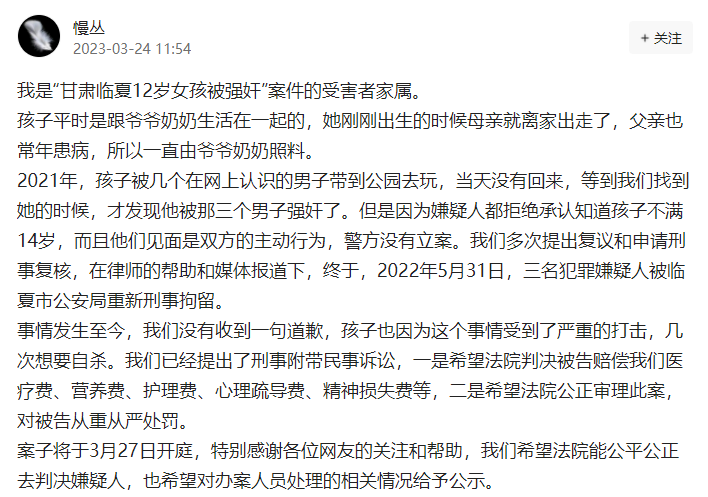 慢丛
2023-03-24 11:54
+ 关注
我是“甘肃临夏12岁女孩被强奸”案件的受害者家属。
孩子平时是跟爷爷奶奶生活在一起的，她刚刚出生的时候母亲就离家出走了，父亲也
常年患病，所以一直由爷爷奶奶照料。
2021年，孩子被几个在网上认识的男子带到公园去玩，当天没有回来，等到我们找到
她的时候，才发现他被那三个男子强奸了。但是因为嫌疑人都拒绝承认知道孩子不满
14岁，而且他们见面是双方的主动行为，警方没有立案。我们多次提出复议和申请刑
事复核，在律师的帮助和媒体报道下，终于，2022年5月31日，三名犯罪嫌疑人被临
夏市公安局重新刑事拘留。
事情发生至今，我们没有收到一句道歉，孩子也因为这个事情受到了严重的打击，几
次想要自杀。我们已经提出了刑事附带民事诉讼，一是希望法院判决被告赔偿我们医
疗费、营养费、护理费、心理疏导费、精神损失费等，二是希望法院公正审理此案，
对被告从重从严处罚。
案子将于3月27日开庭，特别感谢各位网友的关注和帮助，我们希望法院能公平公正
去判决嫌疑人，也希望对办案人员处理的相关情况给予公示。